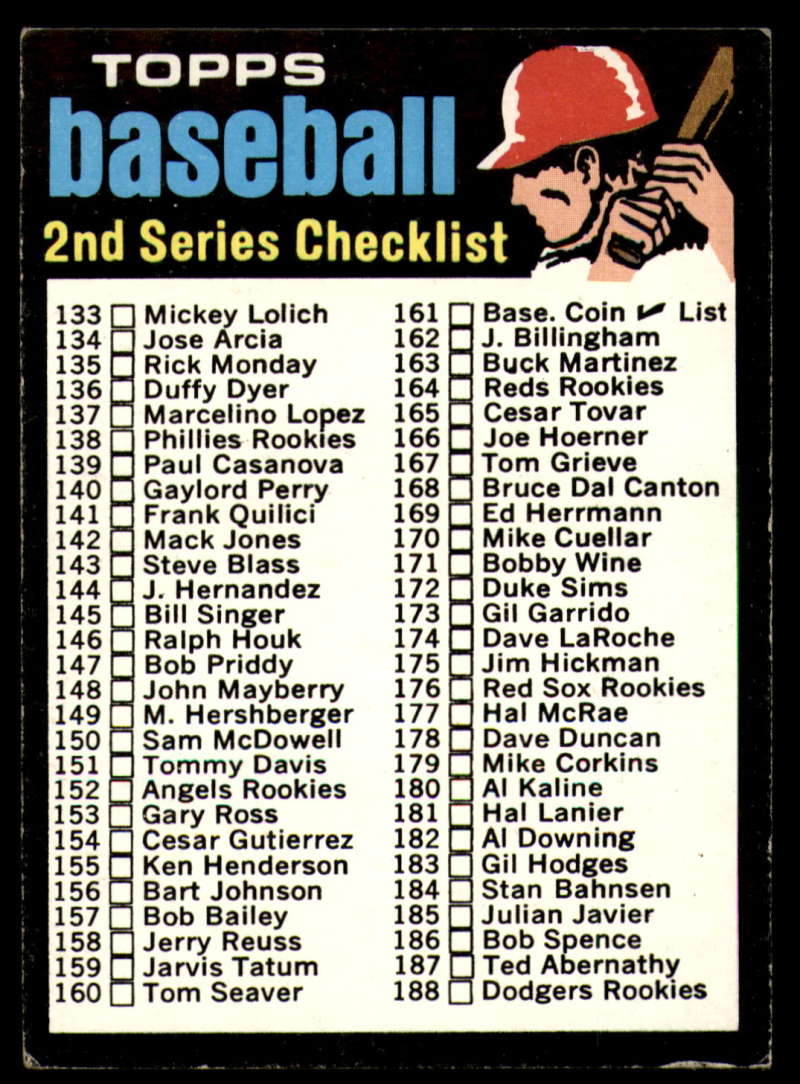 TOPPS
baseball
2nd Series Checklist
133 Mickey Lolich
134 Jose Arcia
135 Rick Monday
136 Duffy Dyer
137 Marcelino Lopez
138 Phillies Rookies
139 Paul Casanova
140 Gaylord Perry
141 Frank Quilici
142 Mack Jones
143 Steve Blass
144 J. Hernandez
145 Bill Singer
146 Ralph Houk
147 Bob Priddy
148 John Mayberry
149 M. Hershberger
150 Sam McDowell
151 Tommy Davis
152 Angels Rookies
153 Gary Ross
154 Cesar Gutierrez
155 Ken Henderson
156 Bart Johnson
157 Bob Bailey
158 Jerry Reuss
159 Jarvis Tatum
160 Tom Seaver
161 Base. Coin ✓ List
162 J. Billingham
163 Buck Martinez
164 Reds Rookies
165 Cesar Tovar
166 Joe Hoerner
167 Tom Grieve
168 Bruce Dal Canton
169 Ed Herrmann
170 Mike Cuellar
171 Bobby Wine
172 Duke Sims
173 Gil Garrido
174 Dave LaRoche
175 Jim Hickman
176 Red Sox Rookies
177 Hal McRae
178 Dave Duncan
179 Mike Corkins
180 Al Kaline
181 Hal Lanier
182 Al Downing
183 Gil Hodges
184 Stan Bahnsen
185 Julian Javier
186 Bob Spence
187 Ted Abernathy
188 Dodgers Rookies